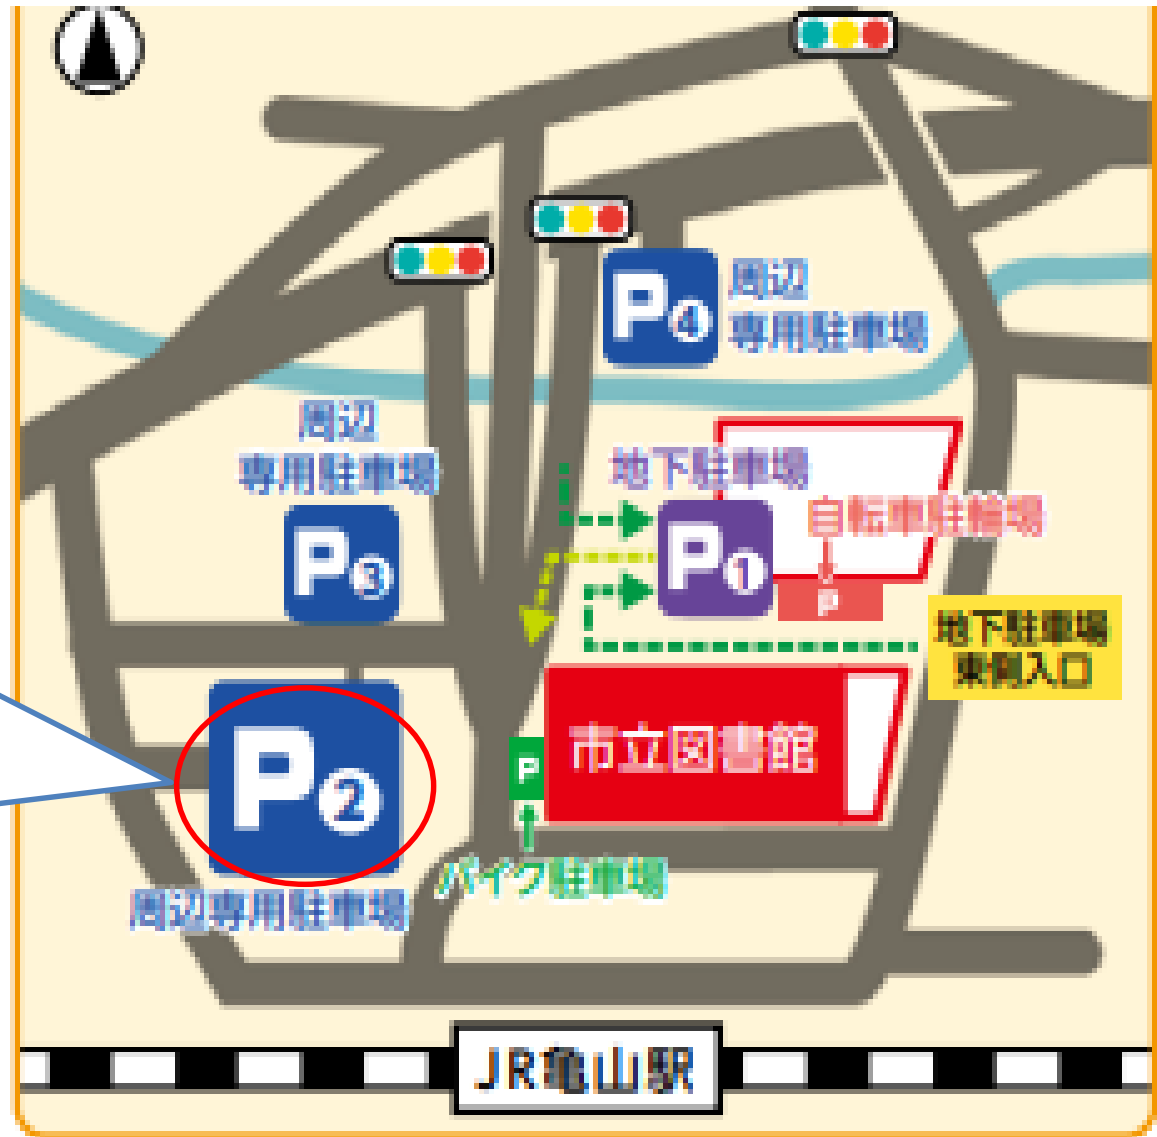 P④
周辺
専用駐車場
周辺
専用駐車場
地下駐車場
自転車駐輪場
P③
P①
P
地下駐車場
東側入口
P②
P
市立図書館
バイク駐車場
周辺専用駐車場
JR亀山駅